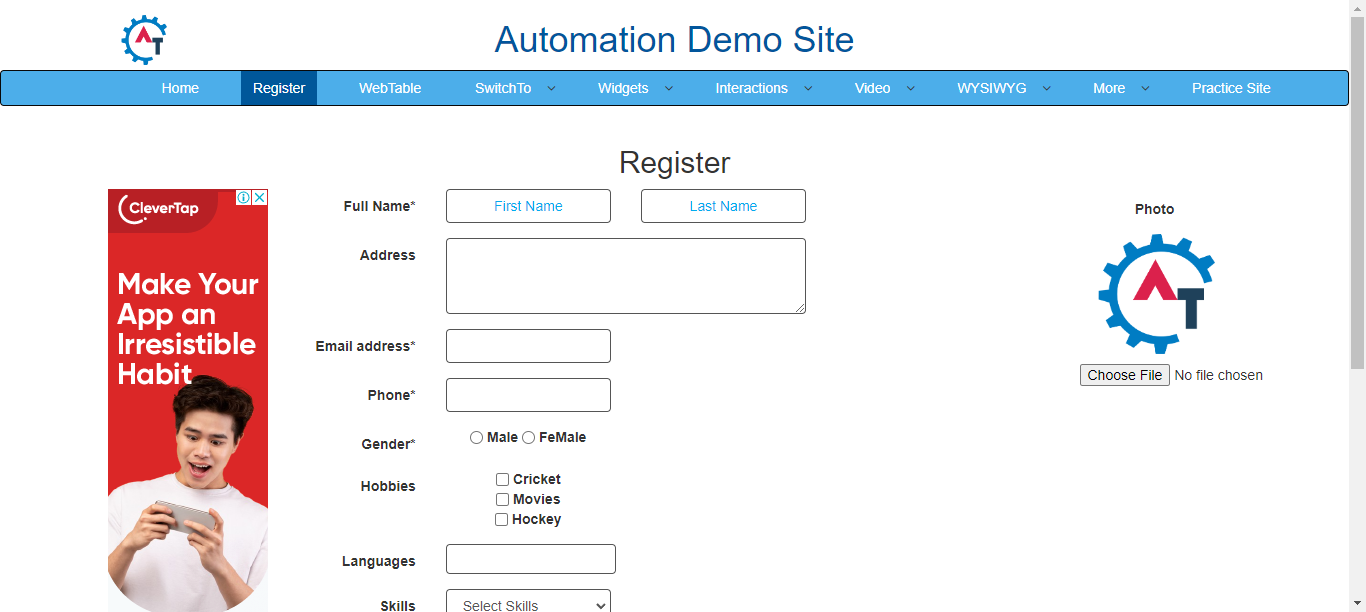 AT
Automation Demo Site
Home Register WebTable SwitchTo Widgets Interactions Video WYSIWYG More Practice Site
Register
CleverTap
Make Your
App an
Irresistible
Habit
Full Name* First Name Last Name
Address
Email address*
Phone*
Gender* Male FeMale
Hobbies Cricket
Movies
Hockey
Languages
Skills Select Skills
Photo
AT
Choose File No file chosen